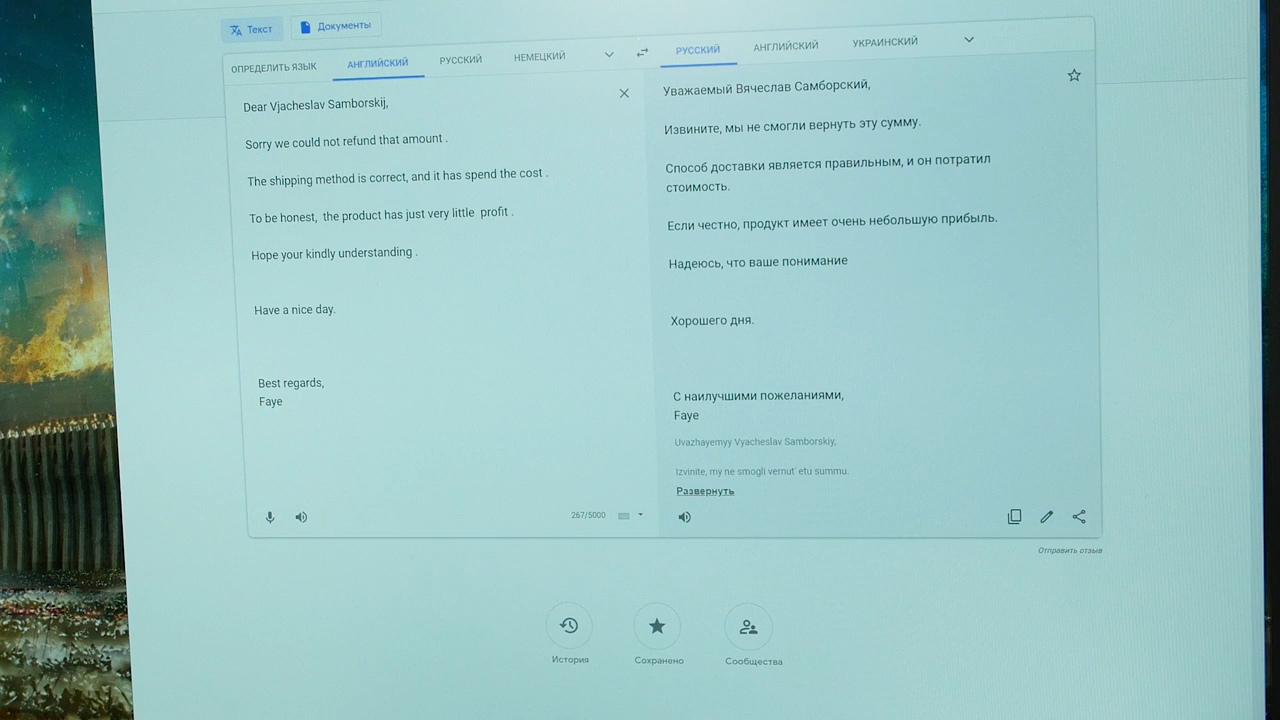 Текст
Документы
ОПРЕДЕЛИТЬ ЯЗЫК
АНГЛИЙСКИЙ
РУССКИЙ
НЕМЕЦКИЙ
РУССКИЙ
АНГЛИЙСКИЙ
УКРАИНСКИЙ
Dear Vjacheslav Samborskij,
Sorry we could not refund that amount .
The shipping method is correct, and it has spend the cost .
To be honest,  the product has just very little  profit .
Hope your kindly understanding .
Have a nice day.
Best regards,
Faye
267/5000
Уважаемый Вячеслав Самборский,
Извините, мы не смогли вернуть эту сумму.
Способ доставки является правильным, и он потратил
стоимость.
Если честно, продукт имеет очень небольшую прибыль.
Надеюсь, что ваше понимание
Хорошего дня.
С наилучшими пожеланиями,
Faye
Uvazhayemyy Vyacheslav Samborskiy,
Izvinite, my ne smogli vernut' etu summu.
Развернуть
Отправить отзыв
История
Сохранено
Сообщества